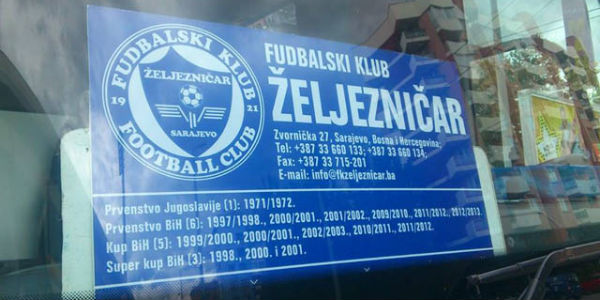 FUDBALSKI KLUB
ŽELJEZNIČAR
19 21
SARAJEVO
FOOTBALL CLUB
FUDBALSKI KLUB
ŽELJEZNIČAR
Zvornička 27, Sarajevo, Bosna i Hercegovina;
Tel: +387 33 660 133; +387 33 660 134;
Fax: +387 33 715-201
E-mail: info@fkzeljeznicar.ba
Prvenstvo Jugoslavije (1): 1971/1972.
Prvenstvo BiH (6): 1997/1998., 2000/2001., 2001/2002., 2009/2010., 2011/2012., 2012/2013.
Kup BiH (5): 1999/2000., 2000/2001., 2002/2003., 2010/2011., 2011/2012.
Super kup BiH (3): 1998., 2000. i 2001.